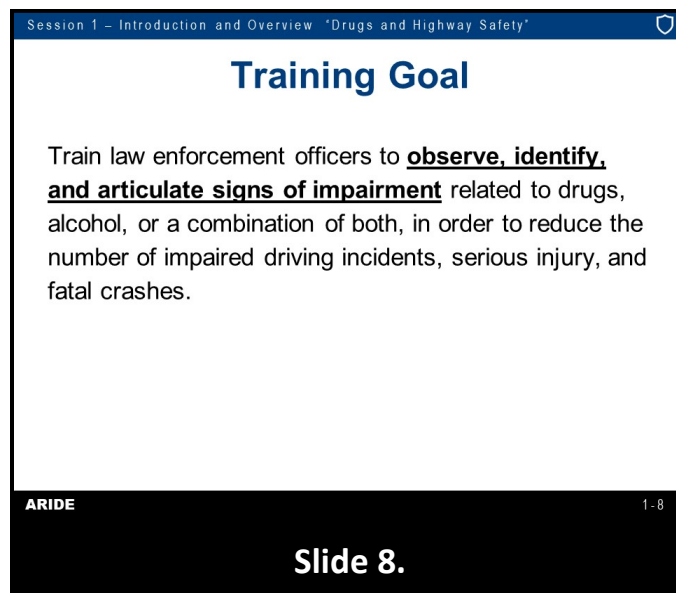 Session 1 – Introduction and Overview "Drugs and Highway Safety"
Training Goal
Train law enforcement officers to observe, identify,
and articulate signs of impairment related to drugs,
alcohol, or a combination of both, in order to reduce the
number of impaired driving incidents, serious injury, and
fatal crashes.
ARIDE
1-8
Slide 8.